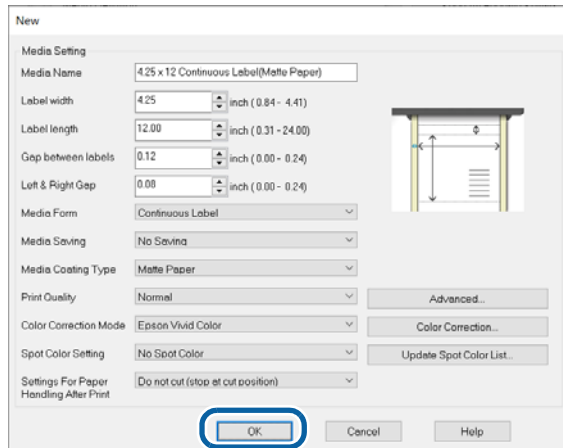 New
Media Setting
Media Name 4.25 x 12 Continuous Label(Matte Paper)
Label width 4.25 inch ( 0.84 - 4.41)
Label length 12.00 inch ( 0.31 - 24.00)
Gap between labels 0.12 inch ( 0.00 - 0.24)
Left & Right Gap 0.08 inch ( 0.00 - 0.24)
Media Form Continuous Label
Media Saving No Saving
Media Coating Type Matte Paper
Print Quality Normal Advanced...
Color Correction Mode Epson Vivid Color Color Correction...
Spot Color Setting No Spot Color Update Spot Color List...
Settings For Paper Do not cut (stop at cut position)
Handling After Print
OK Cancel Help